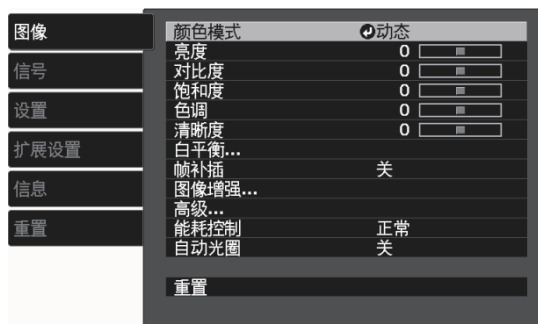 图像
信号
设置
扩展设置
信息
重置
颜色模式 动态
亮度 0
对比度 0
饱和度 0
色调 0
清晰度 0
白平衡...
帧补插 关
图像增强...
高级...
能耗控制 正常
自动光圈 关
重置